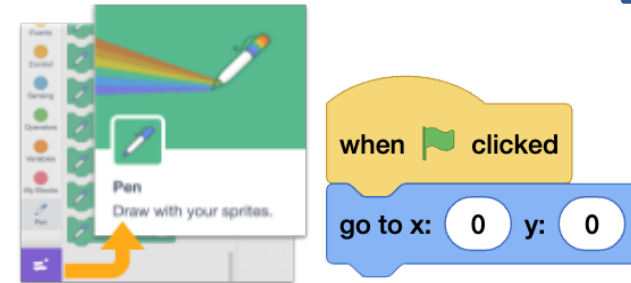 Events
Control
Sensing
Operators
Variables
My Blocks
Pen
Pen
Draw with your sprites.
when clicked
go to x: 0 y: 0